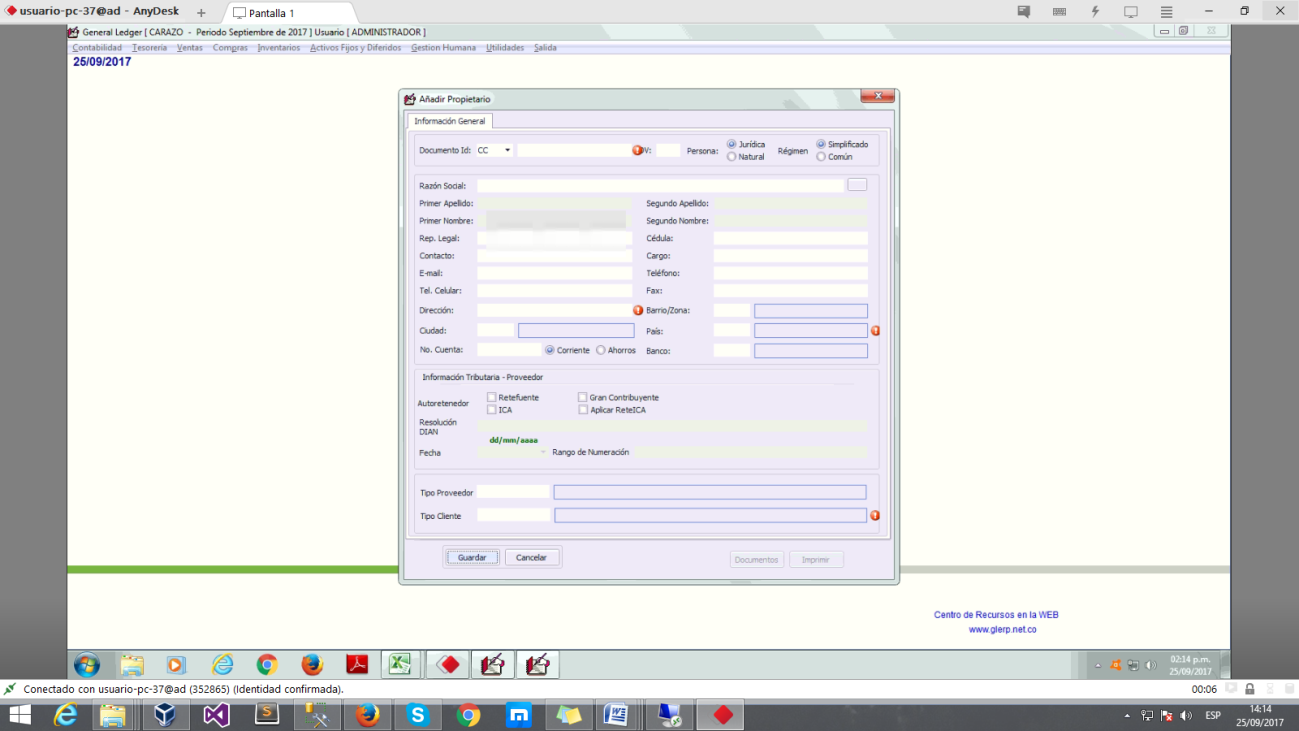 usuario-pc-37@ad - AnyDesk + Pantalla 1
General Ledger [ CARAZO - Periodo Septiembre de 2017 ] Usuario [ ADMINISTRADOR ]
Contabilidad Tesorería Ventas Compras Inventarios Activos Fijos y Diferidos Gestion Humana Utilidades Salida
25/09/2017
Añadir Propietario
Información General
Documento Id: CC DV: Persona: Jurídica Natural Régimen Simplificado Común
Razón Social:
Primer Apellido: Segundo Apellido:
Primer Nombre: Segundo Nombre:
Rep. Legal: Cédula:
Contacto: Cargo:
E-mail: Teléfono:
Tel. Celular: Fax:
Dirección: Barrio/Zona:
Ciudad: País:
No. Cuenta: Corriente Ahorros Banco:
Información Tributaria - Proveedor
Autoretenedor Retefuente Gran Contribuyente
ICA Aplicar ReteICA
Resolución DIAN
dd/mm/aaaa
Fecha Rango de Numeración
Tipo Proveedor
Tipo Cliente
Guardar Cancelar Documentos Imprimir
Centro de Recursos en la WEB
www.glerp.net.co
02:14 p.m.
25/09/2017
Conectado con usuario-pc-37@ad (352865) (Identidad confirmada). 00:06
ESP 14:14
25/09/2017